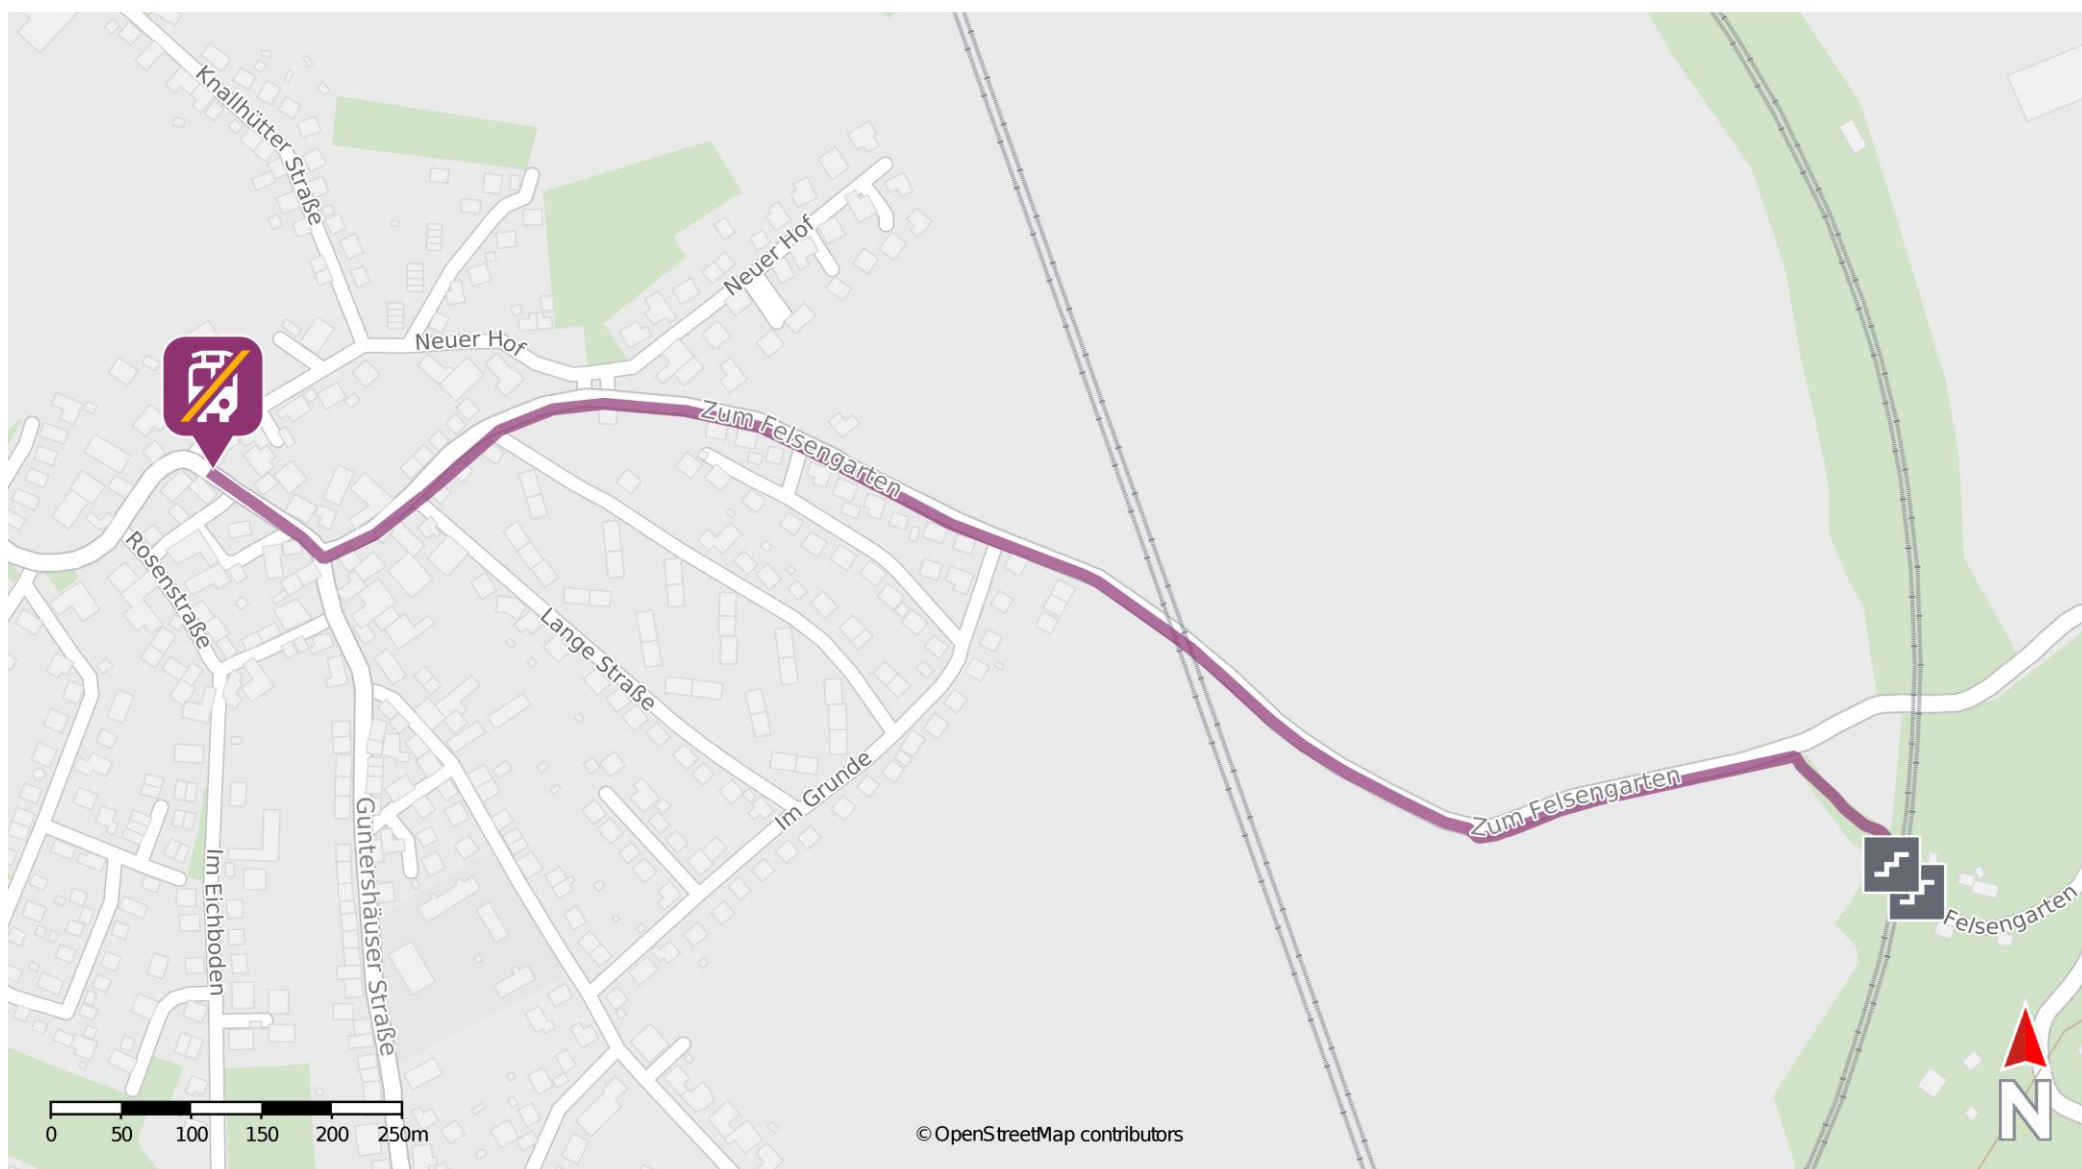 Knallhütter Straße
Neuer Hof
Neuer Hof
Zum Felsengarten
Rosenstraße
Lange Straße
Im Grunde
Zum Felsengarten
Guntershäuser Straße
Im Eichboden
Felsengarten
N
0 50 100 150 200 250m
© OpenStreetMap contributors